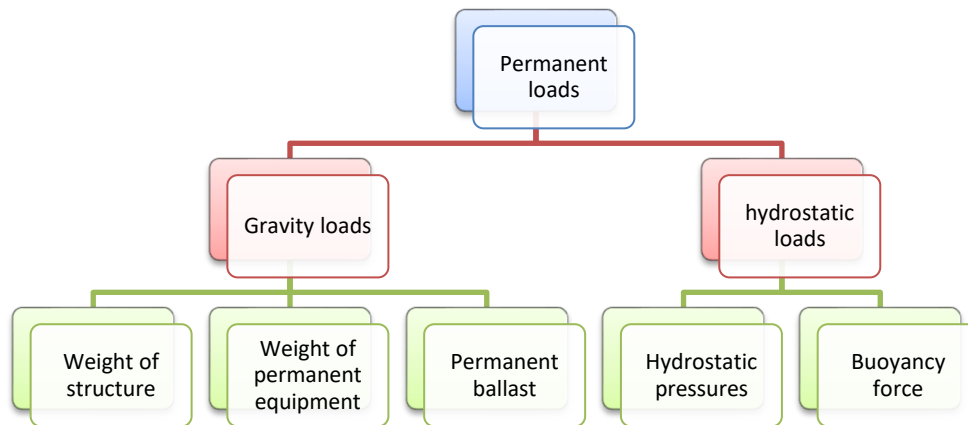 Permanent
loads
Gravity loads
hydrostatic
loads
Weight of
structure
Weight of
permanent
equipment
Permanent
ballast
Hydrostatic
pressures
Buoyancy
force